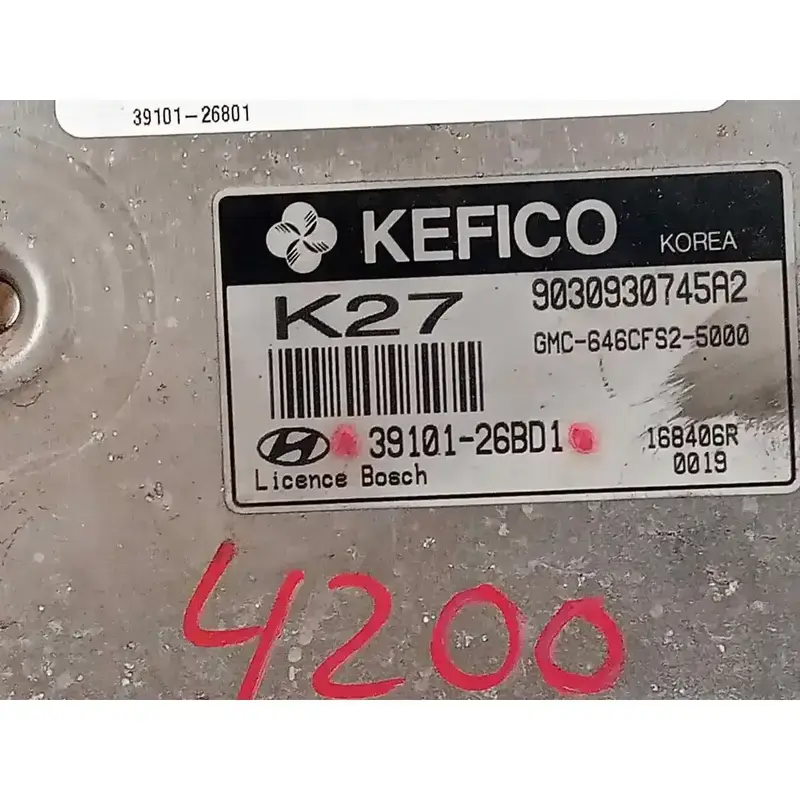 39101-26801
KEFICO KOREA
K27
9030930745A2
GMC-646CFS2-5000
39101-26BD1
168406R
0019
Licence Bosch
4200